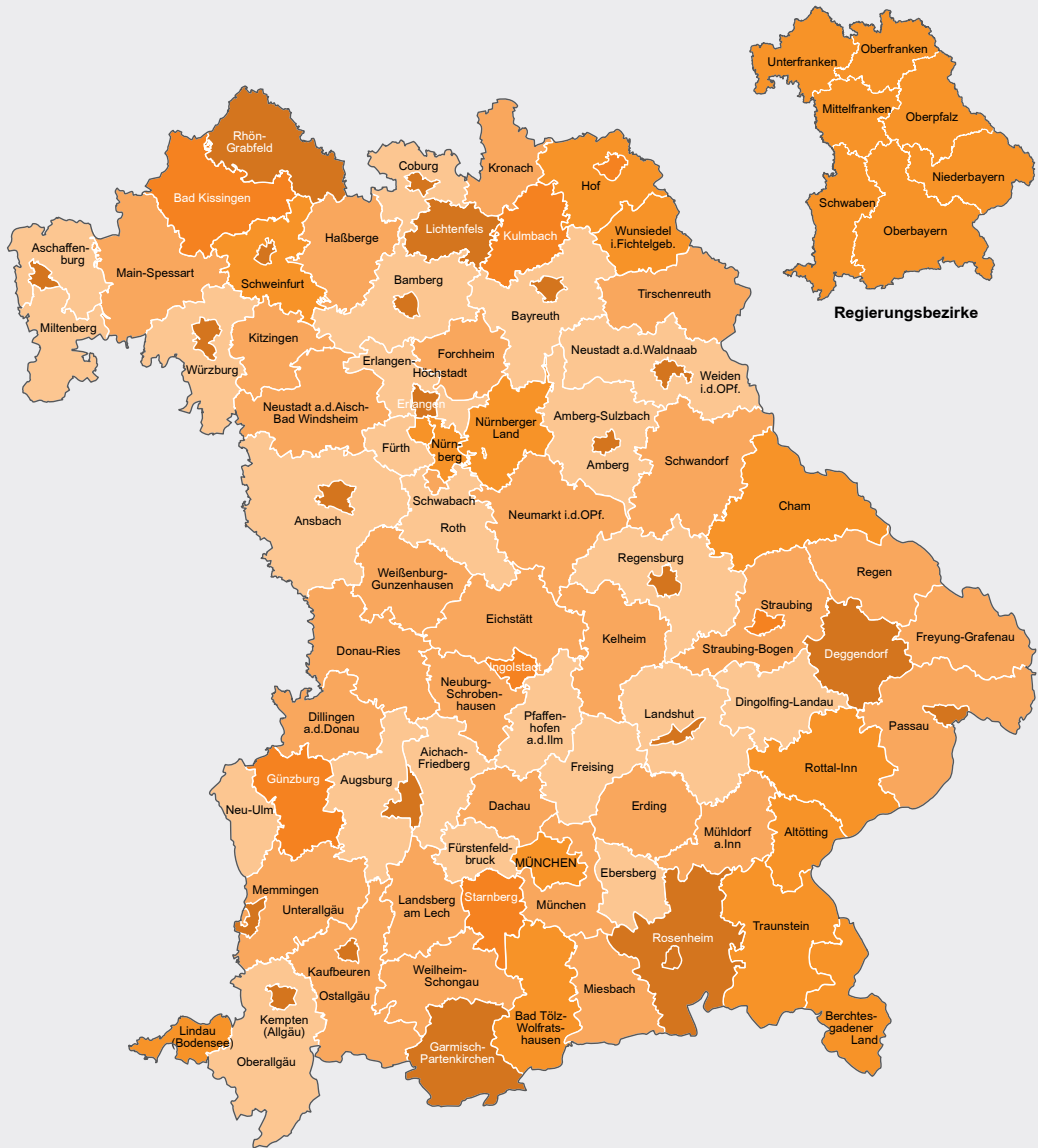 Unterfranken
Oberfranken
Mittelfranken
Oberpfalz
Niederbayern
Schwaben
Oberbayern
Regierungsbezirke
Rhön-
Grabfeld
Coburg
Kronach
Hof
Bad Kissingen
Lichtenfels
Kulmbach
Wunsiedel
i.Fichtelgeb.
Haßberge
Aschaffen-
burg
Main-Spessart
Schweinfurt
Bamberg
Tirschenreuth
Bayreuth
Miltenberg
Kitzingen
Würzburg
Erlangen-
Höchstadt
Forchheim
Neustadt a.d.Waldnaab
Weiden
i.d.OPf.
Neustadt a.d.Aisch-
Bad Windsheim
Erlangen
Nürnberger
Land
Amberg-Sulzbach
Fürth
Nürn-
berg
Amberg
Schwandorf
Ansbach
Schwabach
Roth
Neumarkt i.d.OPf.
Cham
Regensburg
Weißenburg-
Gunzenhausen
Regen
Eichstätt
Straubing
Kelheim
Freyung-Grafenau
Donau-Ries
Straubing-Bogen
Deggendorf
Ingolstadt
Neuburg-
Schroben-
hausen
Dingolfing-Landau
Dillingen
a.d.Donau
Pfaffen-
hofen
a.d.Ilm
Landshut
Passau
Aichach-
Friedberg
Günzburg
Augsburg
Freising
Rottal-Inn
Neu-Ulm
Dachau
Erding
Mühldorf
a.Inn
Altötting
Fürstenfeld-
bruck
MÜNCHEN
Ebersberg
Memmingen
Unterallgäu
Landsberg
am Lech
Starnberg
München
Traunstein
Rosenheim
Kaufbeuren
Ostallgäu
Weilheim-
Schongau
Miesbach
Bad Tölz-
Wolfrats-
hausen
Berchtes-
gadener
Land
Kempten
(Allgäu)
Lindau
(Bodensee)
Oberallgäu
Garmisch-
Partenkirchen